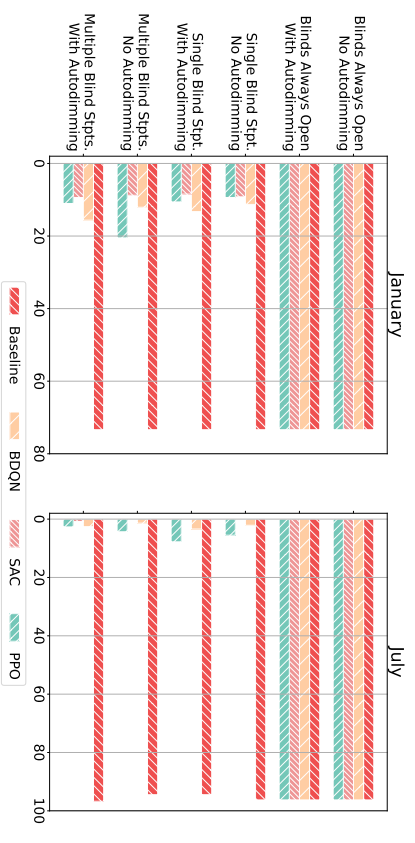 January
Blinds Always Open
No Autodimming
Blinds Always Open
With Autodimming
Single Blind Stpt.
No Autodimming
Single Blind Stpt.
With Autodimming
Multiple Blind Stpts.
No Autodimming
Multiple Blind Stpts.
With Autodimming
0 20 40 60 80
July
0 20 40 60 80 100
Baseline BDQN SAC PPO